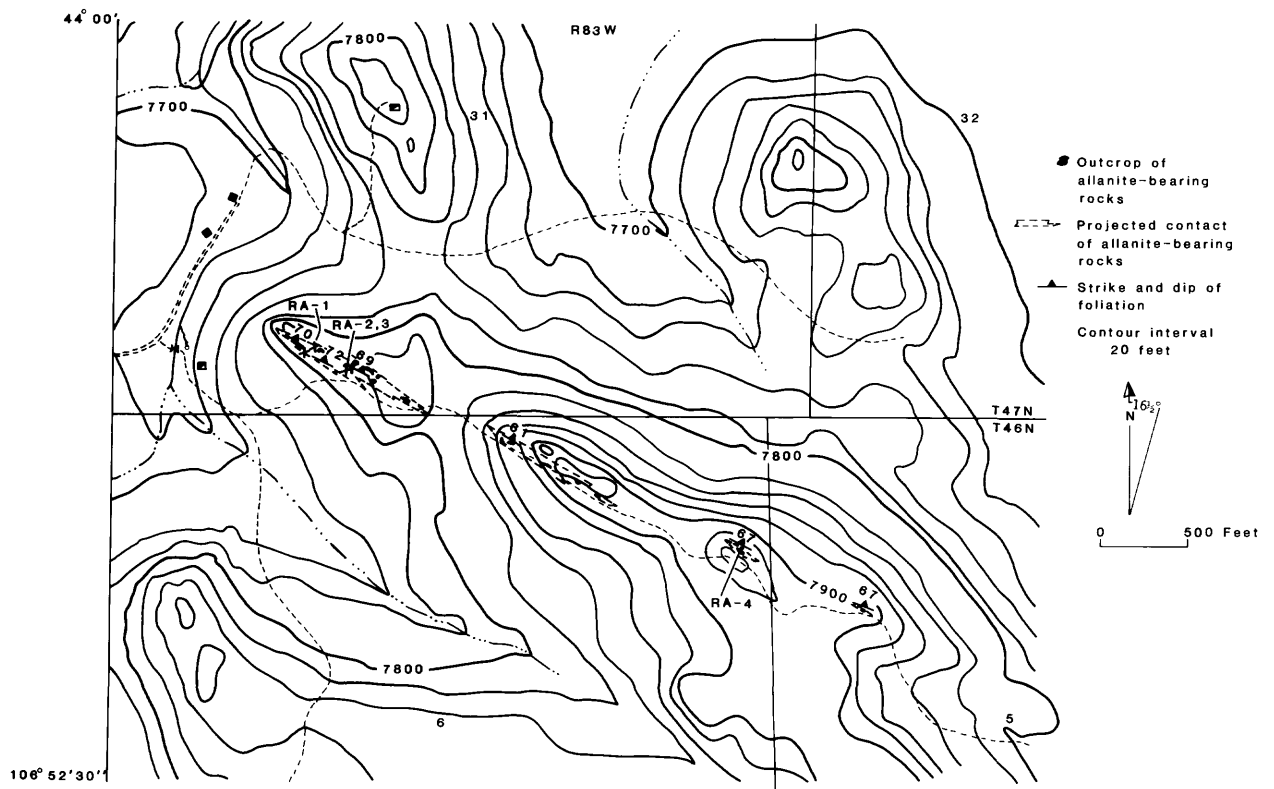 44° 00'
R83W
7800
7700
31
32
7700
RA-1
RA-2,3
70
72
69
T47N
T46N
61
7800
67
RA-4
7900
67
7800
6
5
106° 52'30"
Outcrop of
allanite-bearing
rocks
Projected contact
of allanite-bearing
rocks
Strike and dip of
foliation
Contour interval
20 feet
16½°
N
0 500 Feet